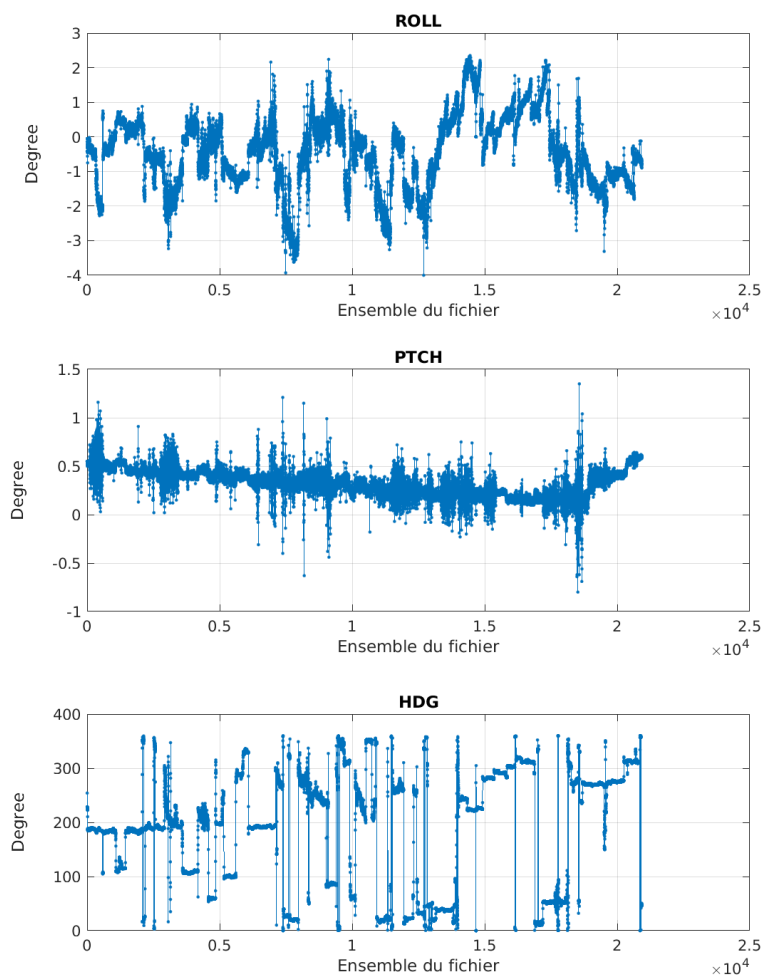 ROLL
3
2
1
0
-1
-2
-3
-4
Degree
0 0.5 1 1.5 2 2.5
Ensemble du fichier
×10⁴
PTCH
1.5
1
0.5
0
-0.5
-1
Degree
0 0.5 1 1.5 2 2.5
Ensemble du fichier
×10⁴
HDG
400
300
200
100
0
Degree
0 0.5 1 1.5 2 2.5
Ensemble du fichier
×10⁴